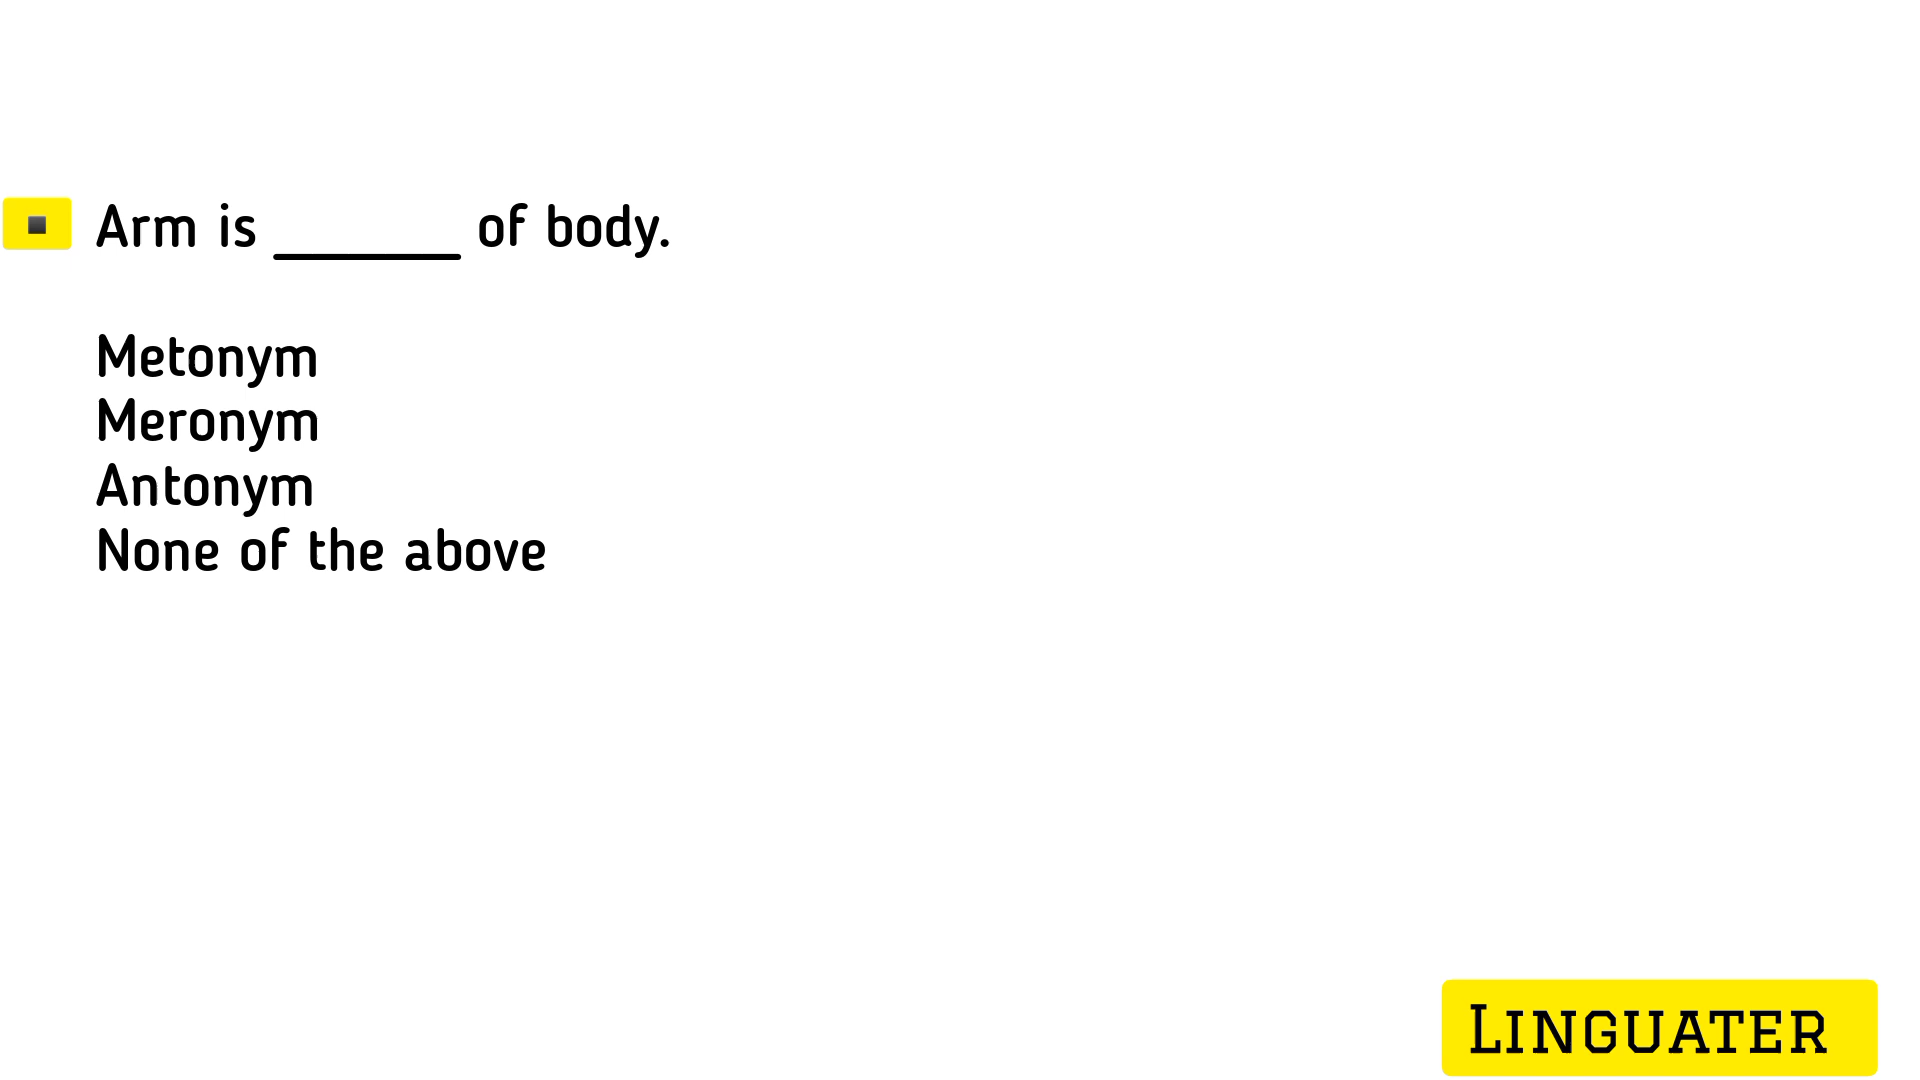 Arm is _______ of body.
Metonym
Meronym
Antonym
None of the above
LINGUATER